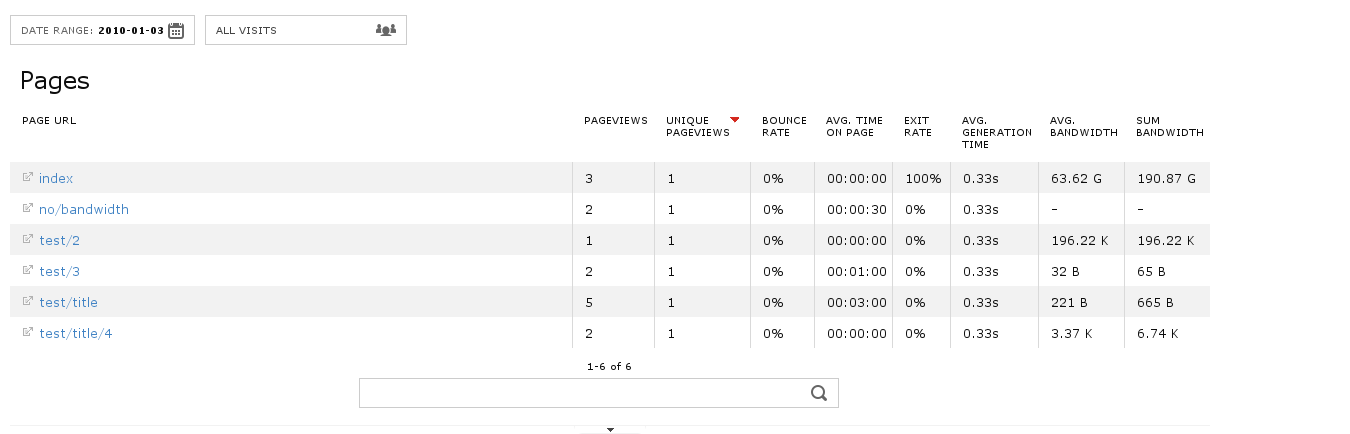 DATE RANGE: 2010-01-03 ALL VISITS
Pages
PAGE URL PAGEVIEWS UNIQUE PAGEVIEWS BOUNCE RATE AVG. TIME ON PAGE EXIT RATE AVG. GENERATION TIME AVG. BANDWIDTH SUM BANDWIDTH
index 3 1 0% 00:00:00 100% 0.33s 63.62 G 190.87 G
no/bandwidth 2 1 0% 00:00:30 0% 0.33s - -
test/2 1 1 0% 00:00:00 0% 0.33s 196.22 K 196.22 K
test/3 2 1 0% 00:01:00 0% 0.33s 32 B 65 B
test/title 5 1 0% 00:03:00 0% 0.33s 221 B 665 B
test/title/4 2 1 0% 00:00:00 0% 0.33s 3.37 K 6.74 K
1-6 of 6